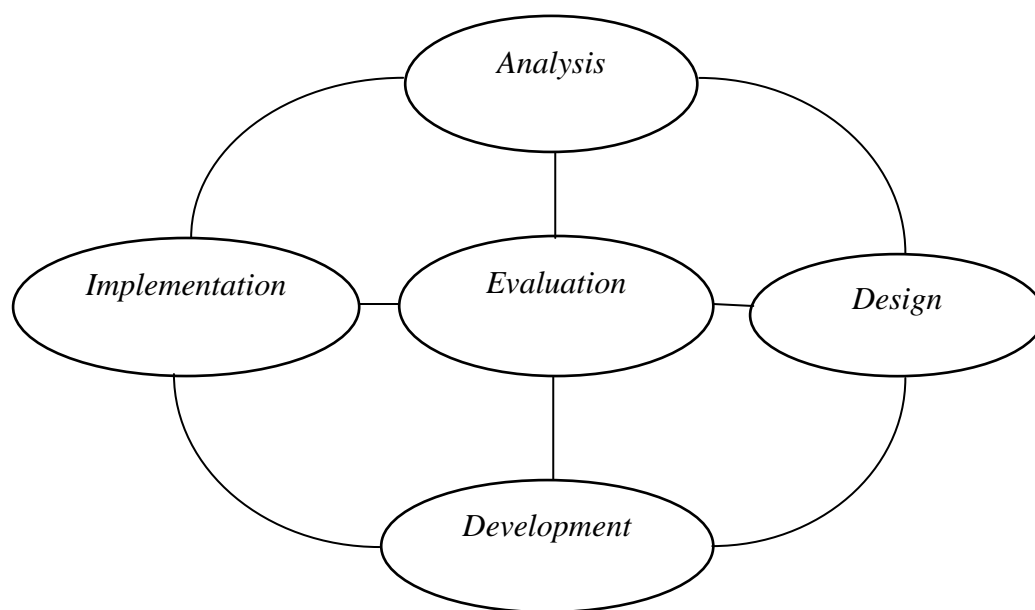 Analysis
Implementation
Evaluation
Design
Development